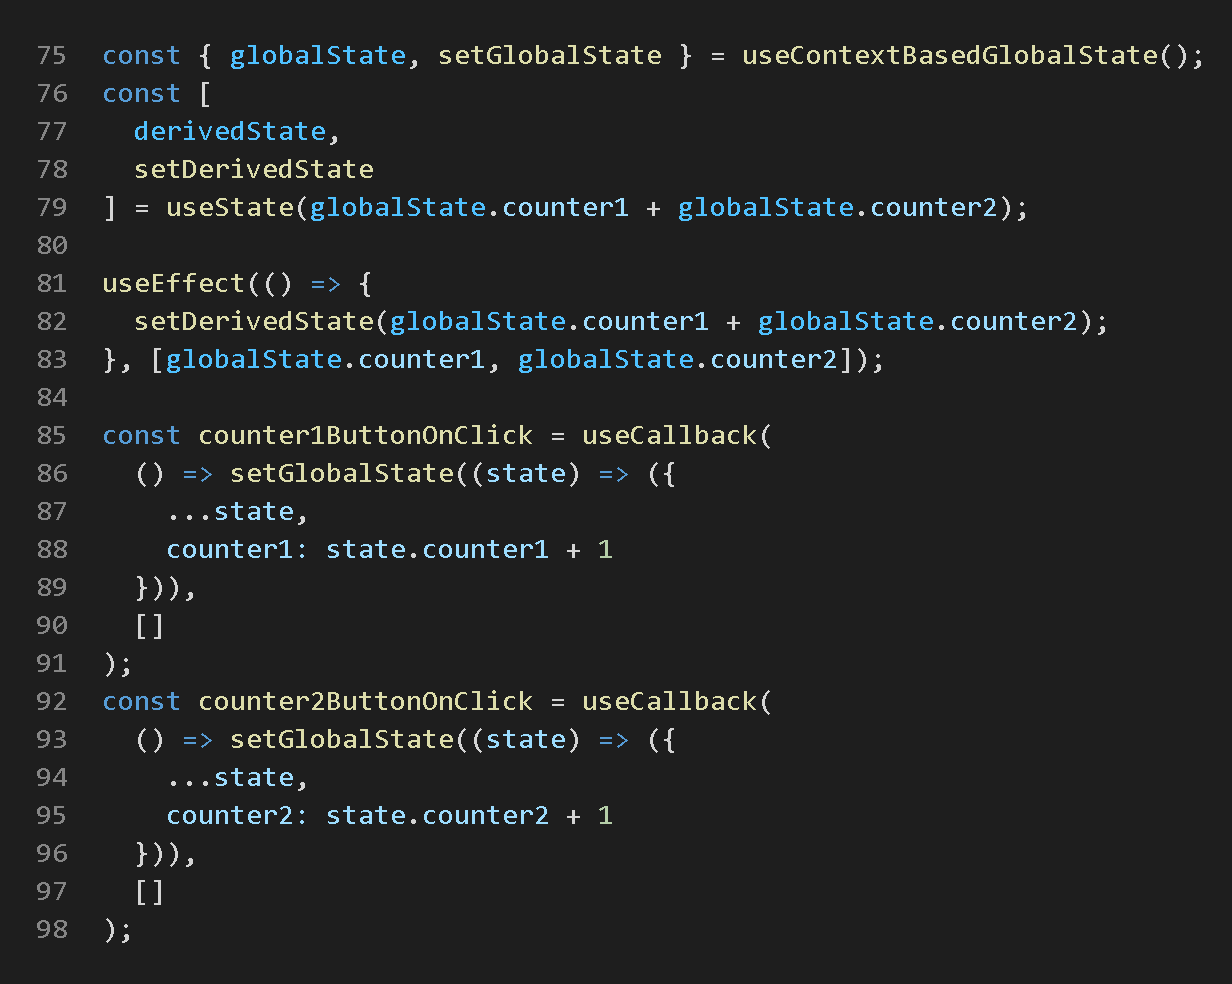 75 const { globalState, setGlobalState } = useContextBasedGlobalState();
76 const [
77   derivedState,
78   setDerivedState
79 ] = useState(globalState.counter1 + globalState.counter2);
80
81 useEffect(() => {
82   setDerivedState(globalState.counter1 + globalState.counter2);
83 }, [globalState.counter1, globalState.counter2]);
84
85 const counter1ButtonOnClick = useCallback(
86   () => setGlobalState((state) => ({
87     ...state,
88     counter1: state.counter1 + 1
89   })),
90   []
91 );
92 const counter2ButtonOnClick = useCallback(
93   () => setGlobalState((state) => ({
94     ...state,
95     counter2: state.counter2 + 1
96   })),
97   []
98 );